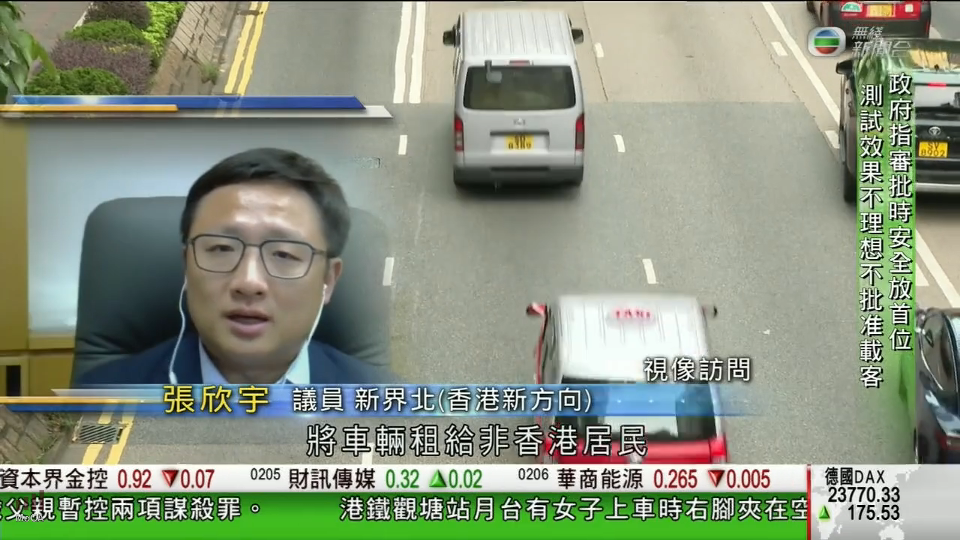 無綫
新聞台
政府指審批時安全放首位
測試效果不理想不批准載客
TAXI
視像訪問
張欣宇 議員 新界北(香港新方向)
將車輛租給非香港居民
資本界金控 0.92 ▼0.07 0205 財訊傳媒 0.32 ▲0.02 0206 華商能源 0.265 ▼0.005
德國DAX
23770.33
▲ 175.53
父親暫控兩項謀殺罪。 港鐵觀塘站月台有女子上車時右腳夾在空